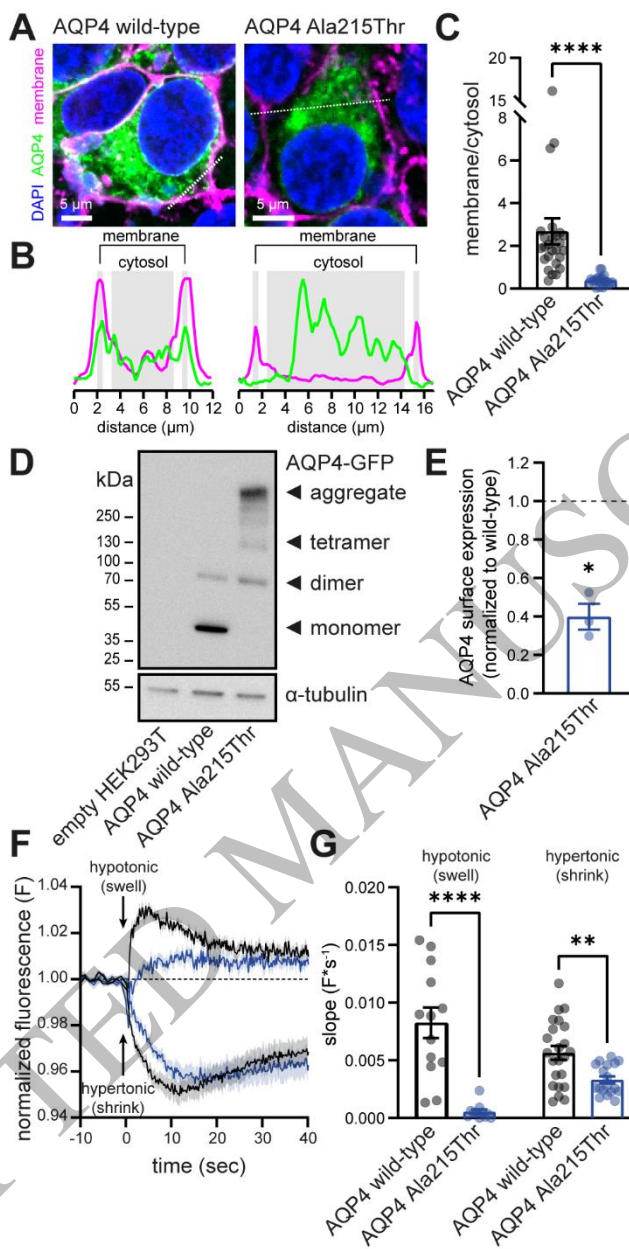 A
AQP4 wild-type
AQP4 Ala215Thr
DAPI AQP4 membrane
5 µm
5 µm
B
membrane
cytosol
membrane
cytosol
0 2 4 6 8 10 12
distance (µm)
0 2 4 6 8 10 12 14 16
distance (µm)
C
****
membrane/cytosol
20
15
8
6
4
2
0
AQP4 wild-type
AQP4 Ala215Thr
D
kDa
250
130
100
70
55
35
25
55
AQP4-GFP
aggregate
tetramer
dimer
monomer
α-tubulin
empty HEK293T
AQP4 wild-type
AQP4 Ala215Thr
E
AQP4 surface expression
(normalized to wild-type)
1.2
1.0
0.8
0.6
0.4
0.2
0.0
*
AQP4 Ala215Thr
F
normalized fluorescence (F)
1.04
1.02
1.00
0.98
0.96
0.94
hypotonic
(swell)
hypertonic
(shrink)
-10 0 10 20 30 40
time (sec)
G
hypotonic
(swell)
hypertonic
(shrink)
slope (F*s⁻¹)
0.020
0.015
0.010
0.005
0.000
****
**
AQP4 wild-type
AQP4 Ala215Thr
AQP4 wild-type
AQP4 Ala215Thr
TED MANUSC